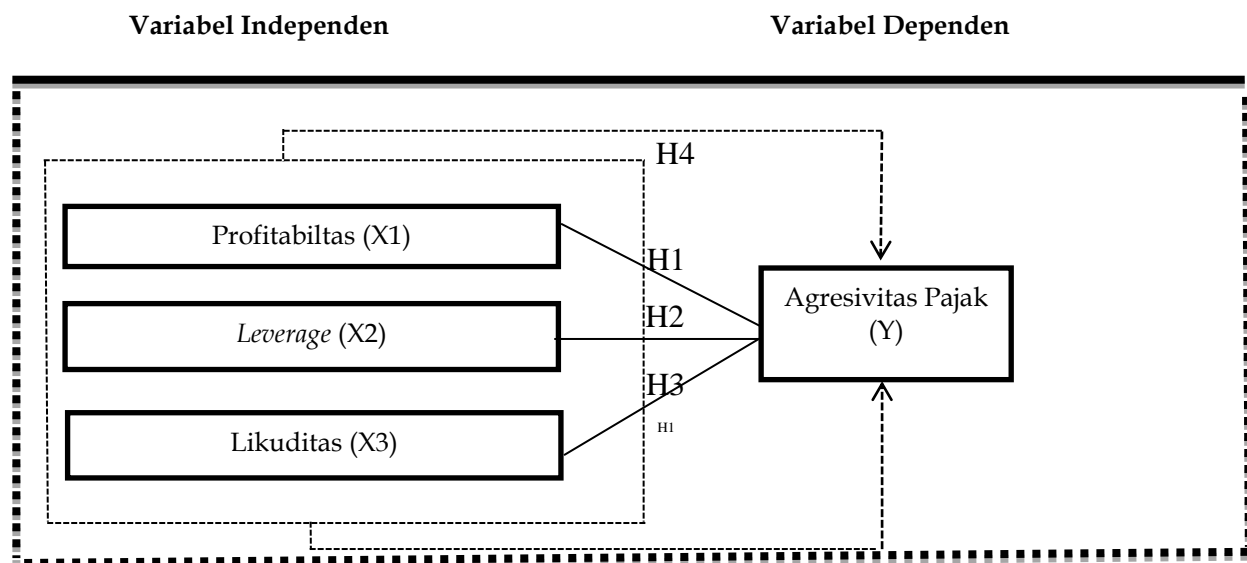 Variabel Independen
Variabel Dependen
H4
Profitabiltas (X1)
H1
Leverage (X2)
H2
Agresivitas Pajak
(Y)
H3
Likuditas (X3)
H1